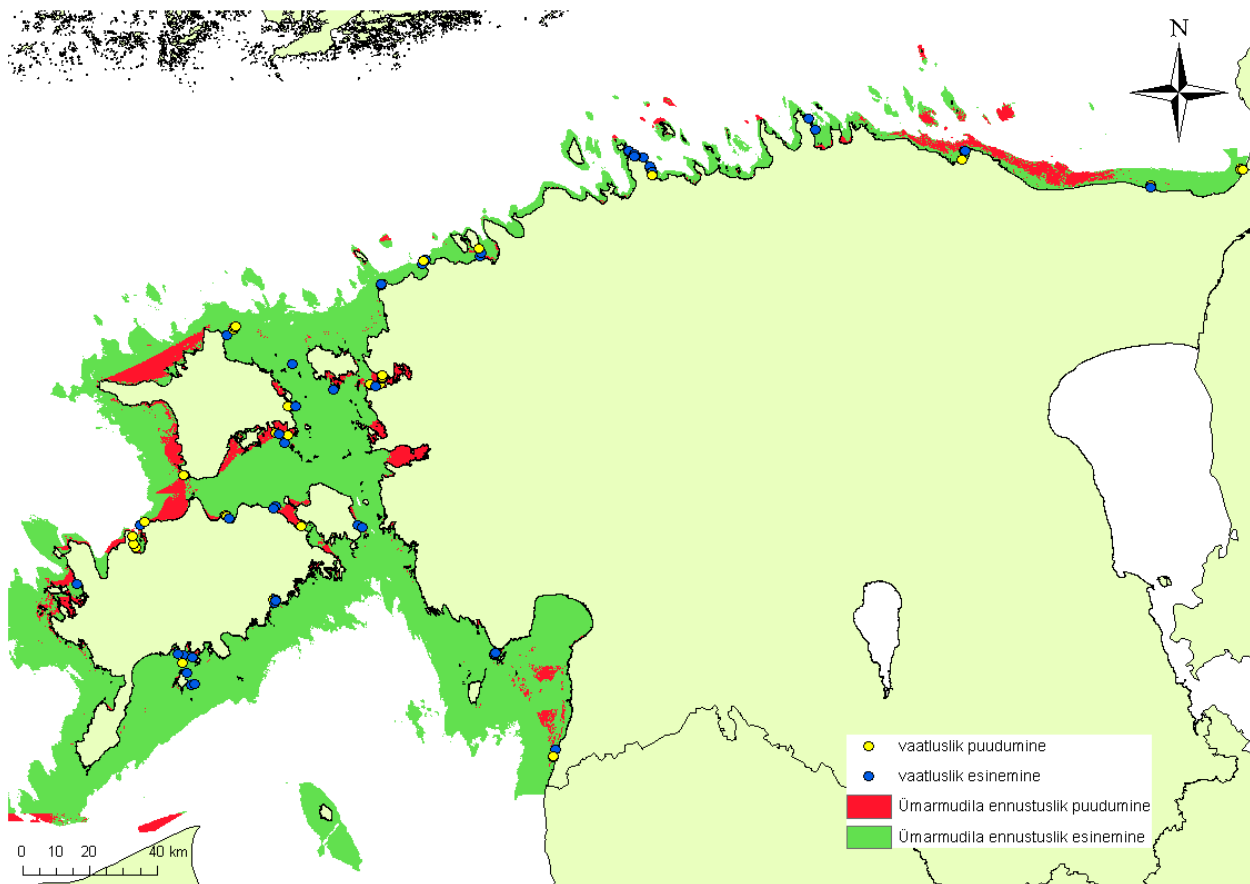 N
vaatluslik puudumine
vaatluslik esinemine
Ümarmudila ennustuslik puudumine
Ümarmudila ennustuslik esinemine
0 10 20 40 km